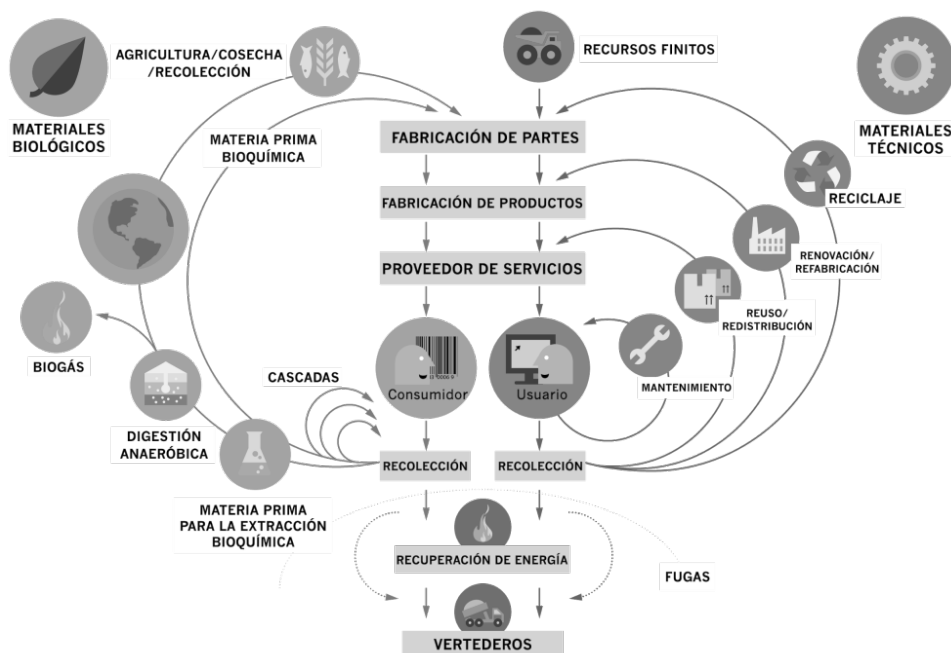 AGRICULTURA/COSECHA
/RECOLECCIÓN
RECURSOS FINITOS
MATERIALES
BIOLÓGICOS
MATERIALES
TÉCNICOS
MATERIA PRIMA
BIOQUÍMICA
FABRICACIÓN DE PARTES
RECICLAJE
FABRICACIÓN DE PRODUCTOS
RENOVACIÓN/
REFABRICACIÓN
PROVEEDOR DE SERVICIOS
REUSO/
REDISTRIBUCIÓN
BIOGÁS
CASCADAS
Consumidor
Usuario
MANTENIMIENTO
DIGESTIÓN
ANAERÓBICA
RECOLECCIÓN
RECOLECCIÓN
MATERIA PRIMA
PARA LA EXTRACCIÓN
BIOQUÍMICA
RECUPERACIÓN DE ENERGÍA
FUGAS
VERTEDEROS